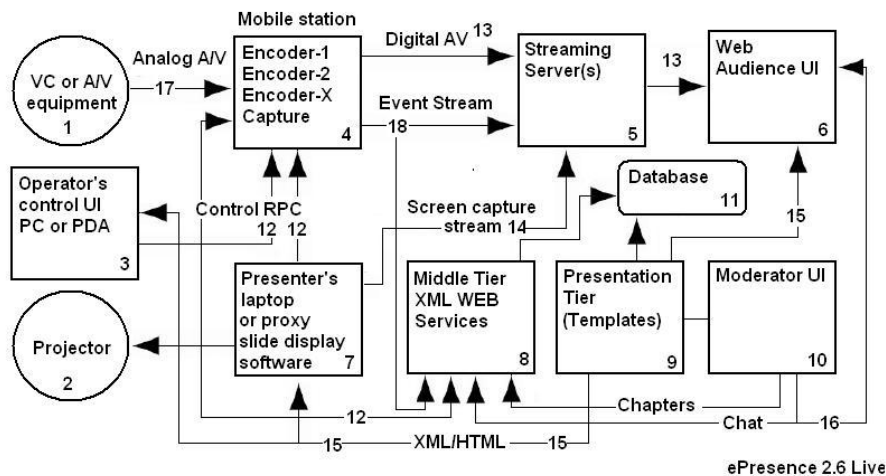 Mobile station
Analog A/V
17
VC or A/V
equipment
1
Encoder-1
Encoder-2
Encoder-X
Capture
4
Digital AV
13
Event Stream
18
Streaming
Server(s)
5
13
Web
Audience UI
6
Operator's
control UI
PC or PDA
3
Control RPC
12
12
Screen capture
stream 14
Database
11
15
Projector
2
Presenter's
laptop
or proxy
slide display
software
7
Middle Tier
XML WEB
Services
8
Presentation
Tier
(Templates)
9
Moderator UI
10
12
Chapters
Chat
16
15
XML/HTML
15
ePresence 2.6 Live